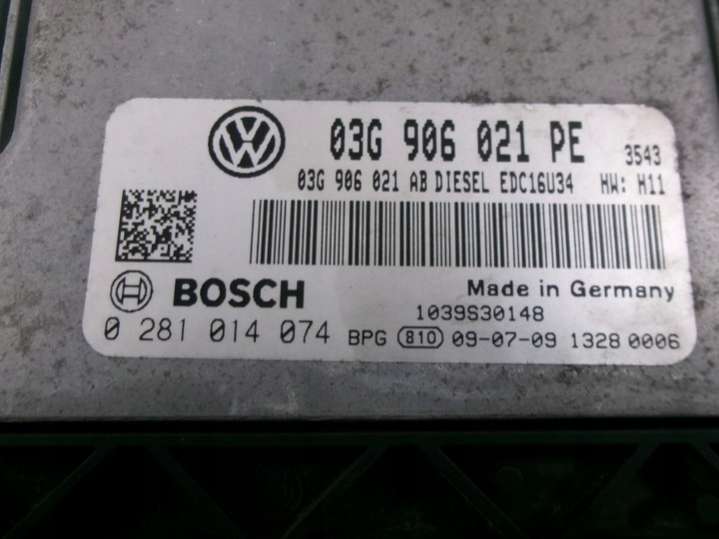 03G 906 021 PE 3543
03G 906 021 AB DIESEL EDC16U34 HW: H11
BOSCH Made in Germany
1039S30148
0 281 014 074 BPG 810 09-07-09 1328 0006